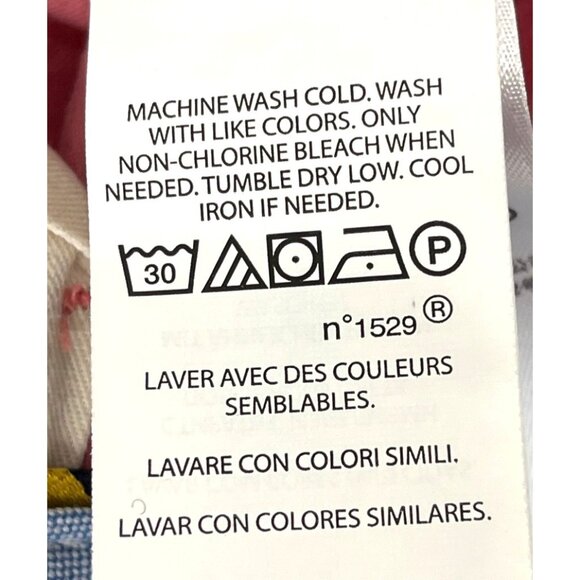 MACHINE WASH COLD. WASH
WITH LIKE COLORS. ONLY
NON-CHLORINE BLEACH WHEN
NEEDED. TUMBLE DRY LOW. COOL
IRON IF NEEDED.
30 P
n°1529 ®
LAVER AVEC DES COULEURS
SEMBLABLES.
LAVARE CON COLORI SIMILI.
LAVAR CON COLORES SIMILARES.